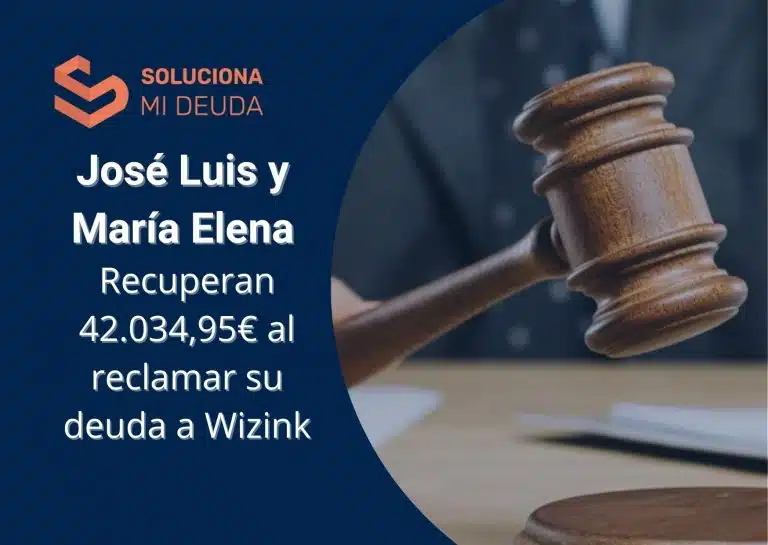 SOLUCIONA
MI DEUDA
José Luis y
María Elena
Recuperan
42.034,95€ al
reclamar su
deuda a Wizink